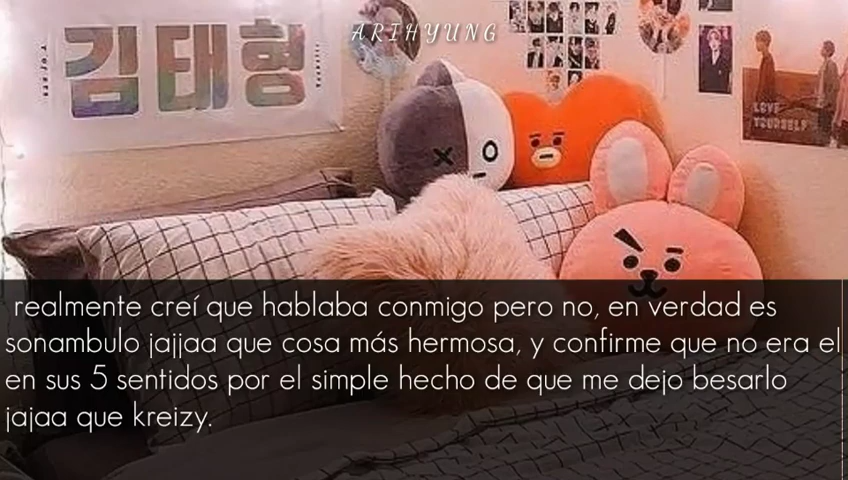 ARIHYUNG
김태형
LOVE
YOURSELF
realmente creí que hablaba conmigo pero no, en verdad es
sonambulo jajjaa que cosa más hermosa, y confirme que no era el
en sus 5 sentidos por el simple hecho de que me dejo besarlo
jajaa que kreizy.